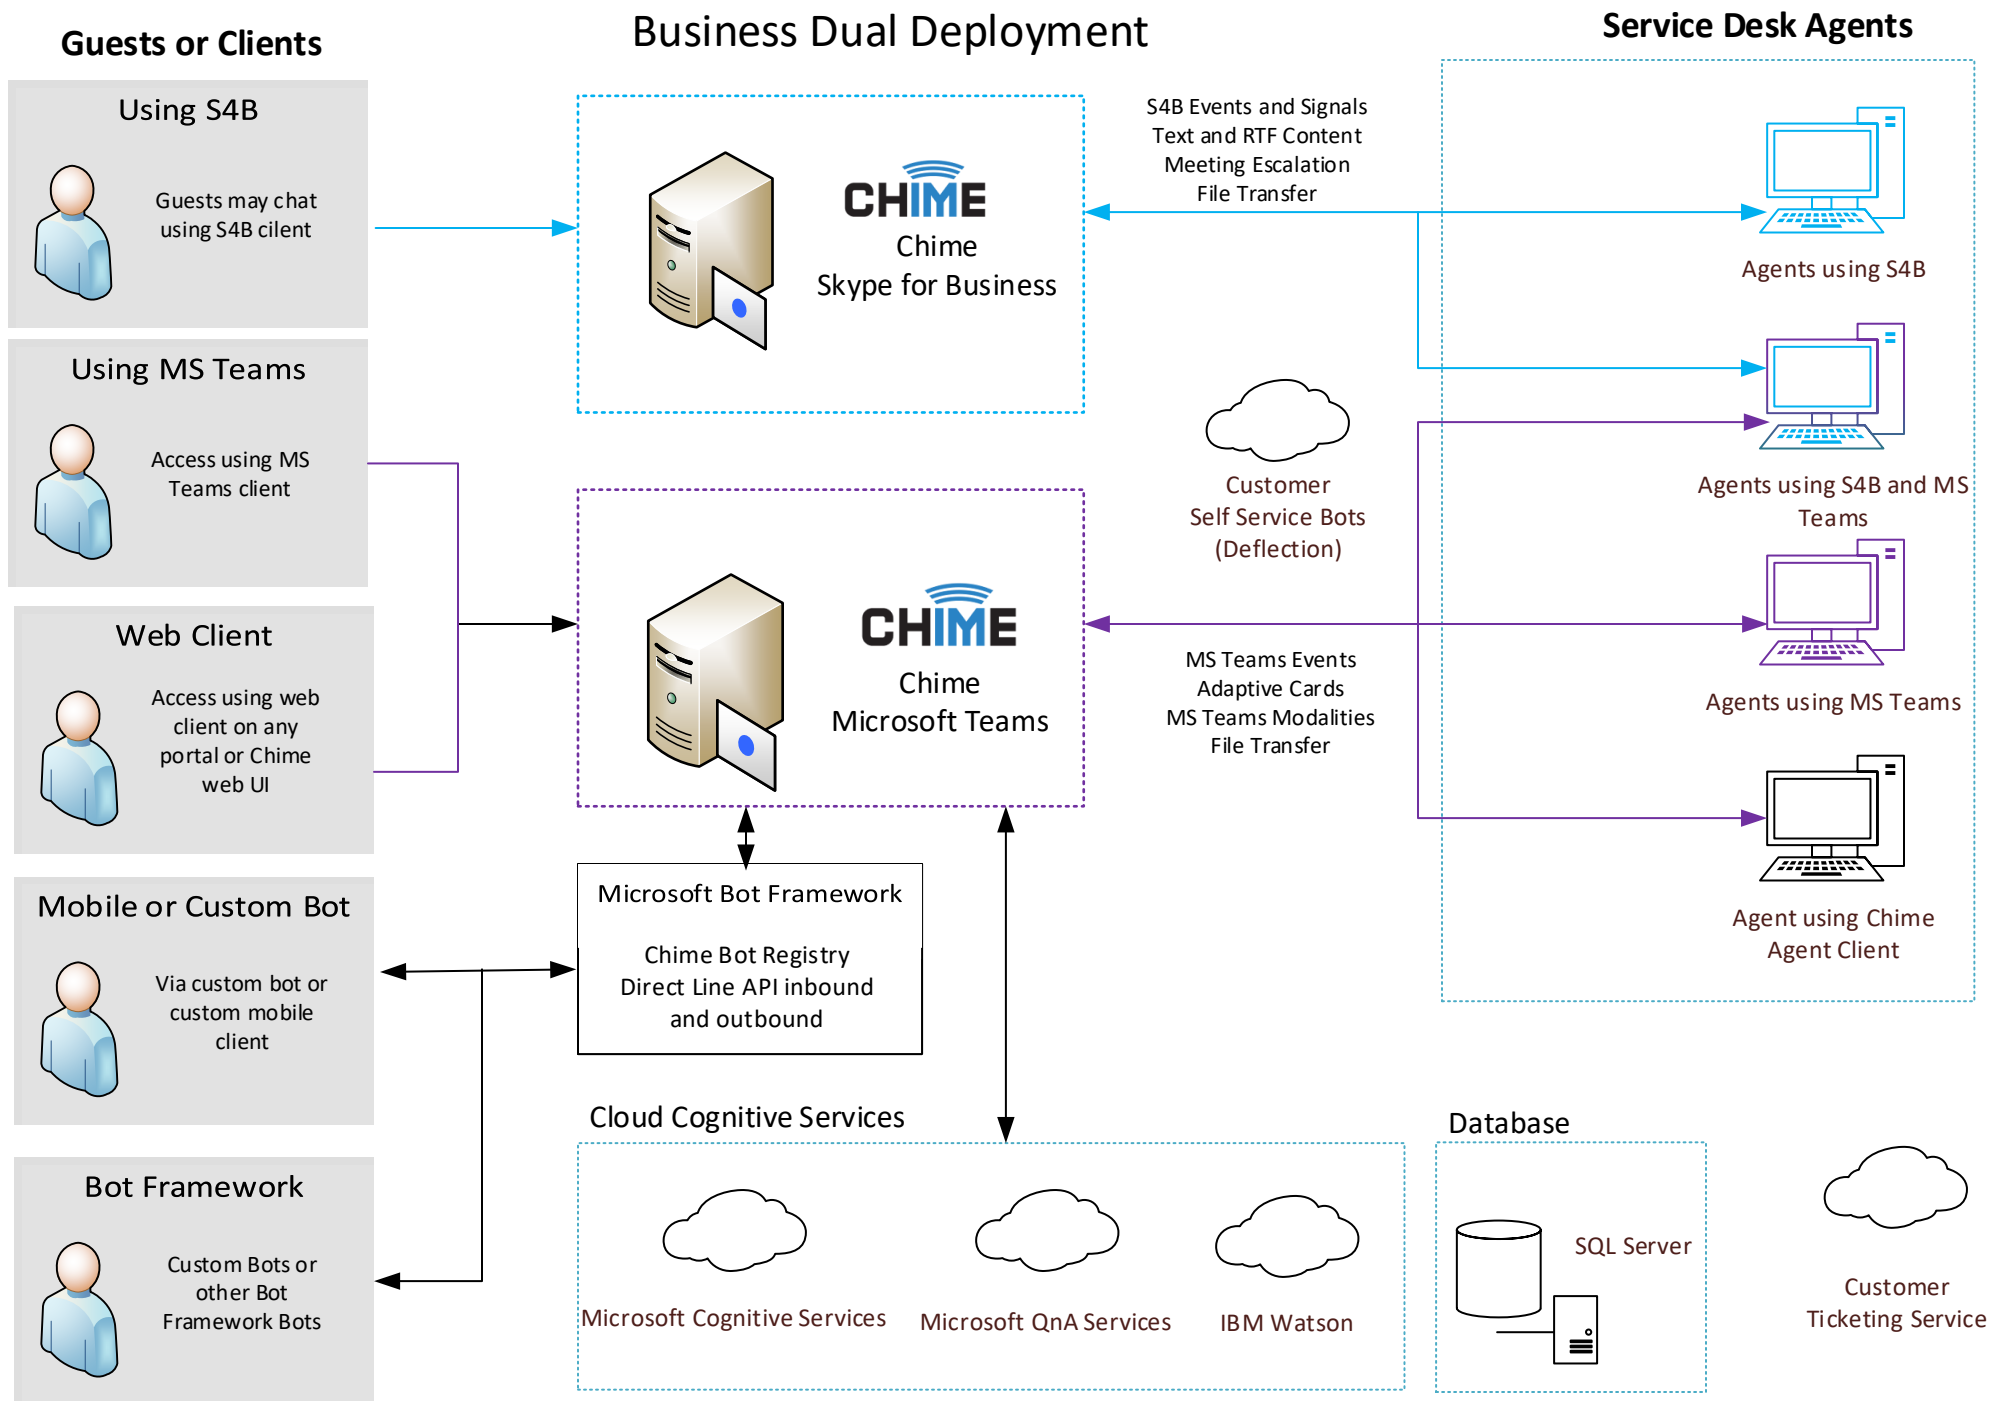 Business Dual Deployment
Guests or Clients
Service Desk Agents
Using S4B
Guests may chat
using S4B cilent
Using MS Teams
Access using MS
Teams client
Web Client
Access using web
client on any
portal or Chime
web UI
Mobile or Custom Bot
Via custom bot or
custom mobile
client
Bot Framework
Custom Bots or
other Bot
Framework Bots
CHIME
Chime
Skype for Business
CHIME
Chime
Microsoft Teams
Microsoft Bot Framework
Chime Bot Registry
Direct Line API inbound
and outbound
S4B Events and Signals
Text and RTF Content
Meeting Escalation
File Transfer
Customer
Self Service Bots
(Deflection)
MS Teams Events
Adaptive Cards
MS Teams Modalities
File Transfer
Agents using S4B
Agents using S4B and MS
Teams
Agents using MS Teams
Agent using Chime
Agent Client
Cloud Cognitive Services
Microsoft Cognitive Services
Microsoft QnA Services
IBM Watson
Database
SQL Server
Customer
Ticketing Service